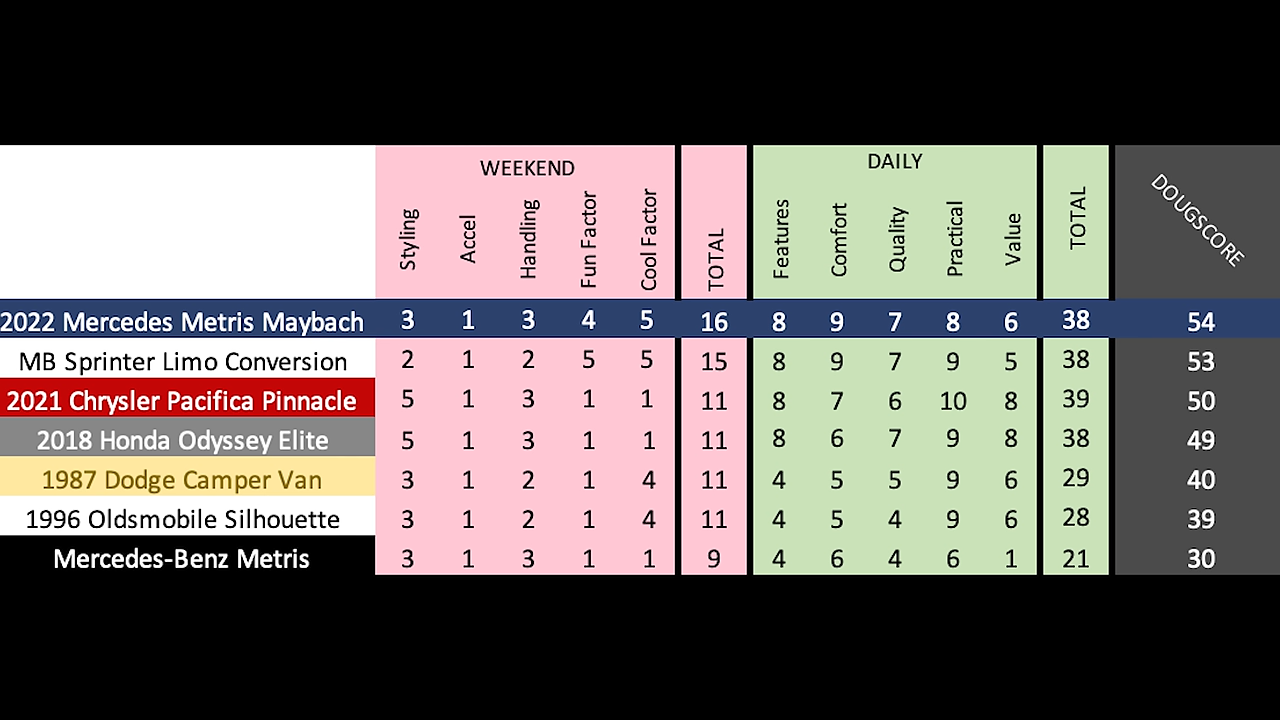 WEEKEND DAILY
Styling Accel Handling Fun Factor Cool Factor TOTAL Features Comfort Quality Practical Value TOTAL DOUGSCORE
2022 Mercedes Metris Maybach 3 1 3 4 5 16 8 9 7 8 6 38 54
MB Sprinter Limo Conversion 2 1 2 5 5 15 8 9 7 9 5 38 53
2021 Chrysler Pacifica Pinnacle 5 1 3 1 1 11 8 7 6 10 8 39 50
2018 Honda Odyssey Elite 5 1 3 1 1 11 8 6 7 9 8 38 49
1987 Dodge Camper Van 3 1 2 1 4 11 4 5 5 9 6 29 40
1996 Oldsmobile Silhouette 3 1 2 1 4 11 4 5 4 9 6 28 39
Mercedes-Benz Metris 3 1 3 1 1 9 4 6 4 6 1 21 30